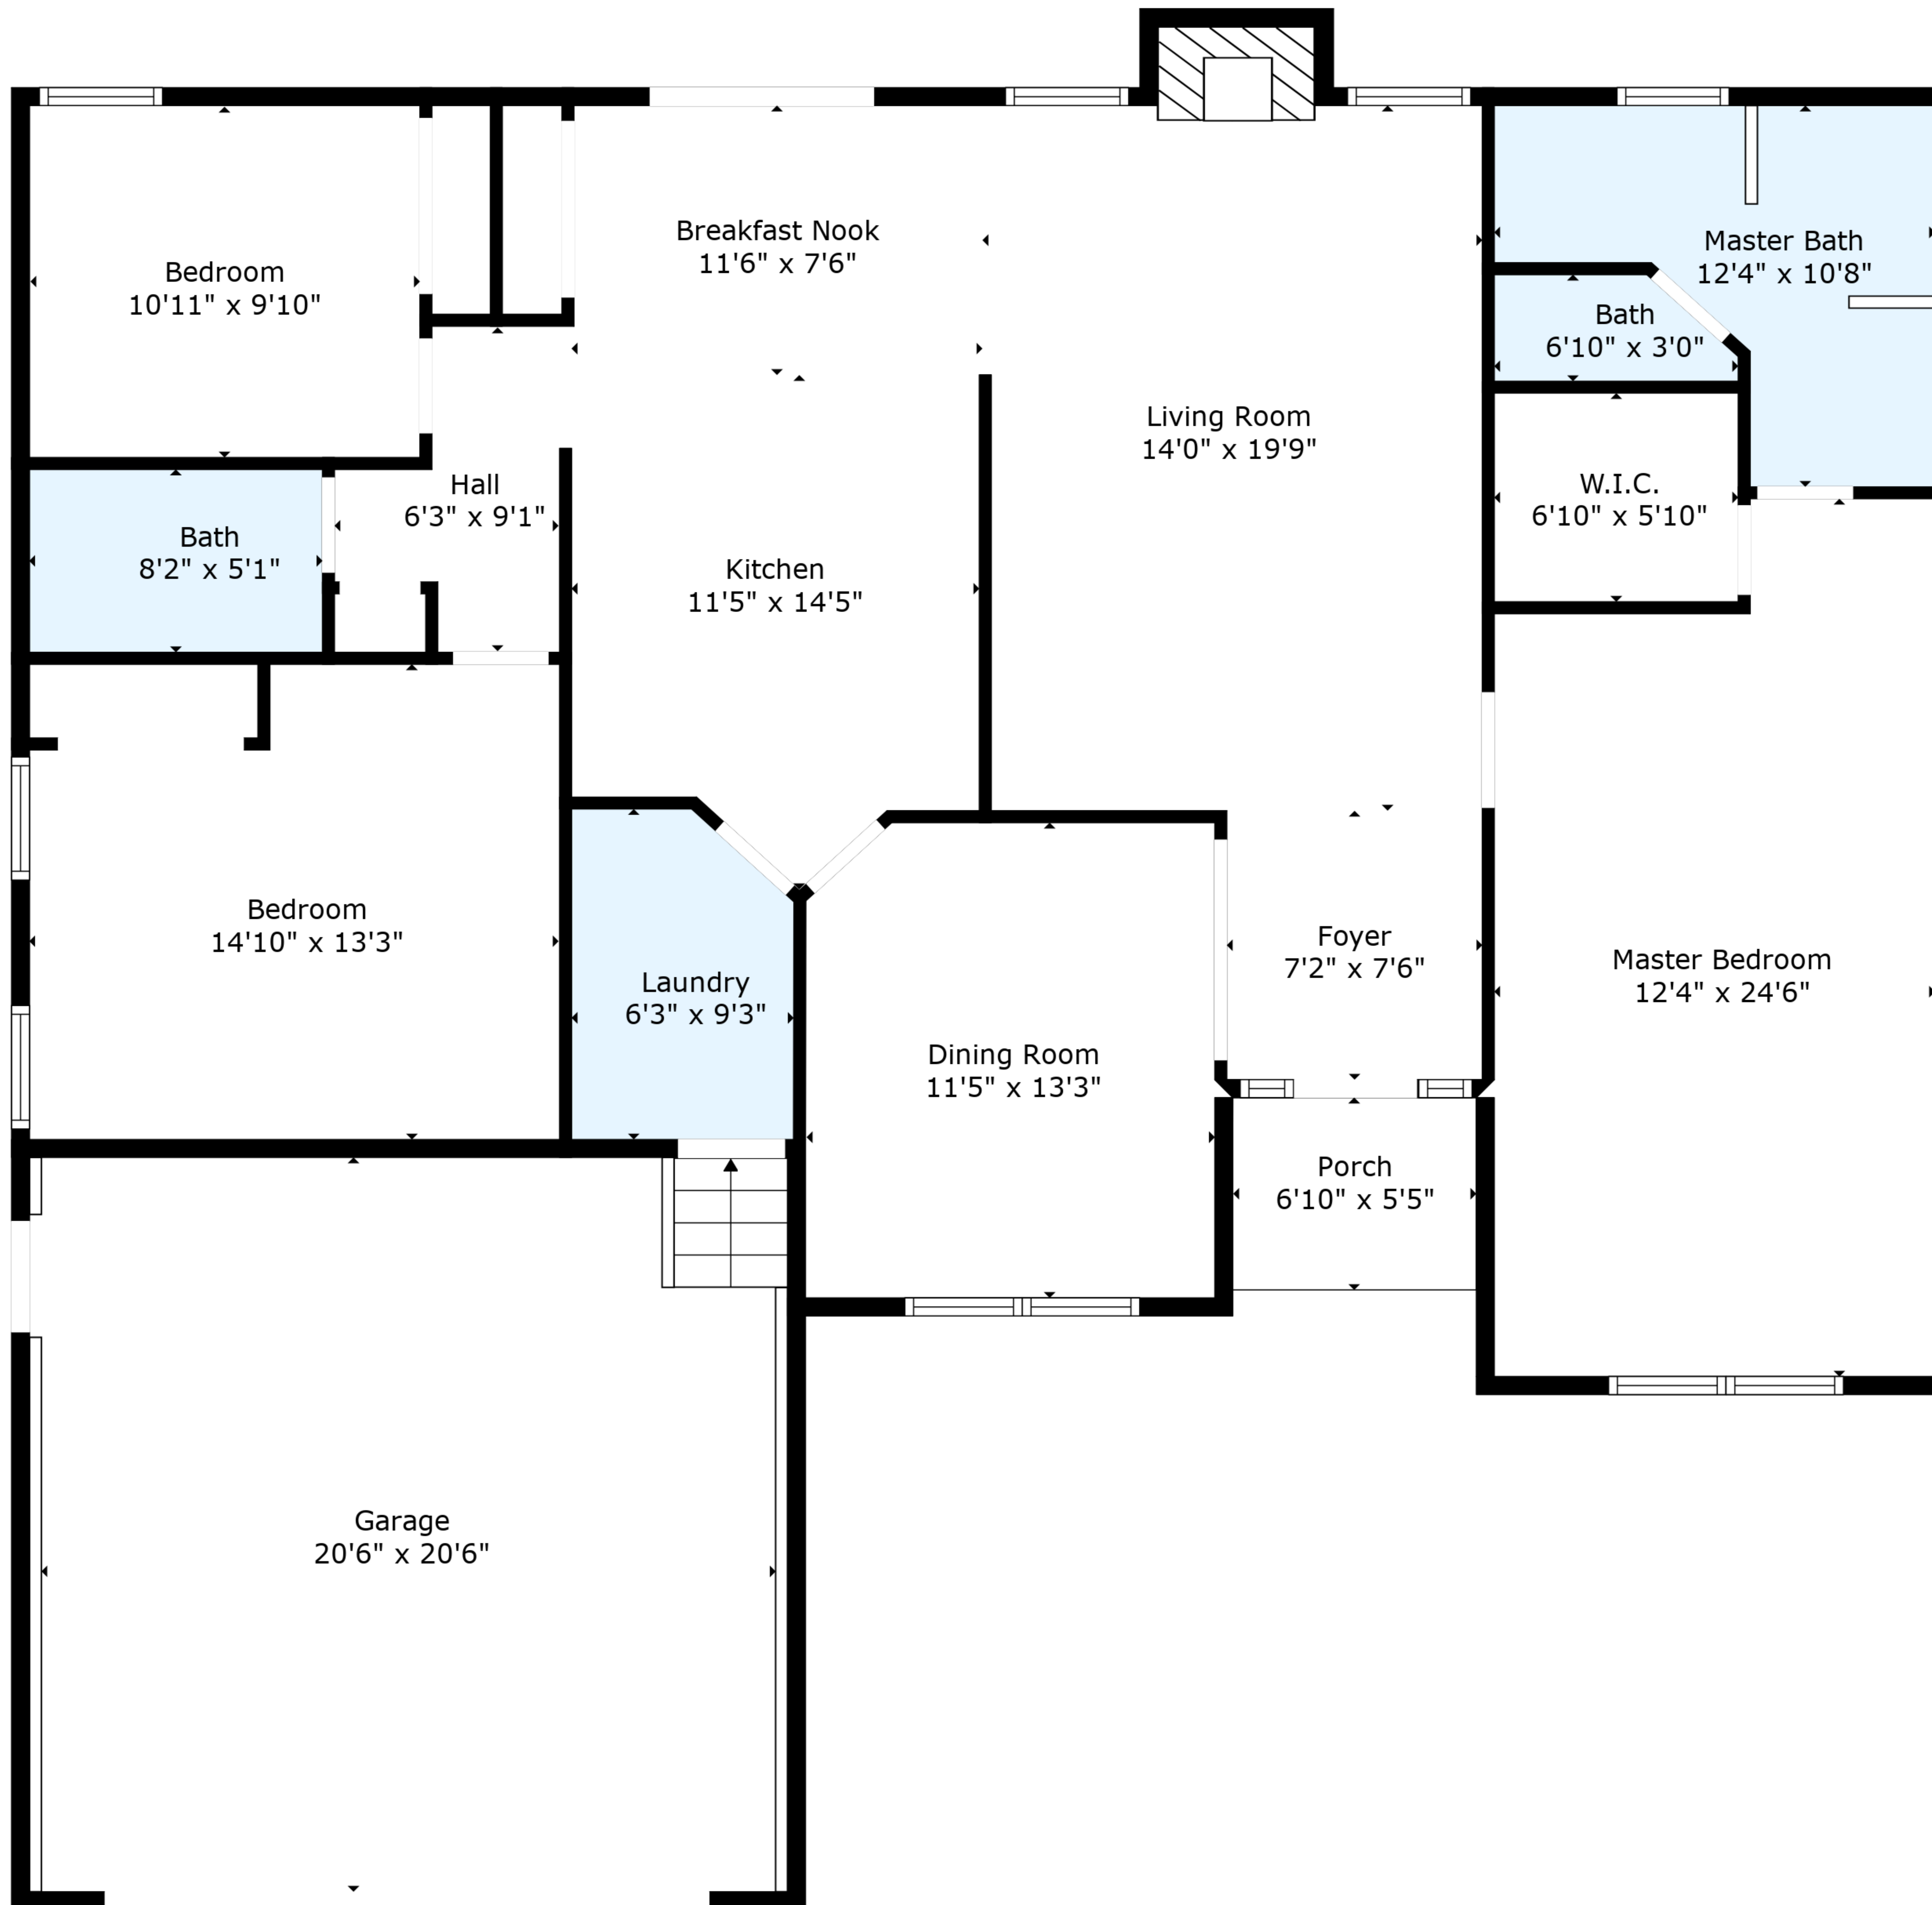 Breakfast Nook
11'6" x 7'6"
Master Bath
12'4" x 10'8"
Bedroom
10'11" x 9'10"
Bath
6'10" x 3'0"
Living Room
14'0" x 19'9"
Hall
6'3" x 9'1"
W.I.C.
6'10" x 5'10"
Bath
8'2" x 5'1"
Kitchen
11'5" x 14'5"
Bedroom
14'10" x 13'3"
Foyer
7'2" x 7'6"
Master Bedroom
12'4" x 24'6"
Laundry
6'3" x 9'3"
Dining Room
11'5" x 13'3"
Porch
6'10" x 5'5"
Garage
20'6" x 20'6"